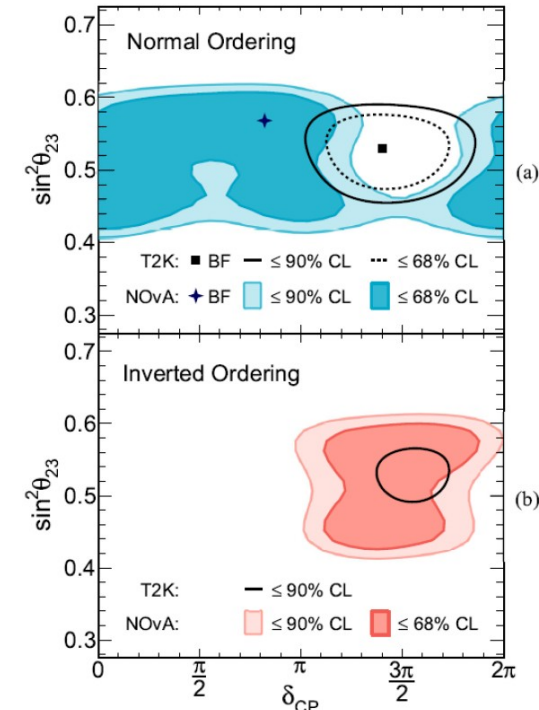 0.7
Normal Ordering
0.6
sin²θ₂₃
0.5
(a)
0.4
T2K: ■ BF ≤ 90% CL ≤ 68% CL
NOvA: ✦ BF ≤ 90% CL ≤ 68% CL
0.3
0.7
Inverted Ordering
0.6
sin²θ₂₃
0.5
(b)
0.4
T2K: ≤ 90% CL
NOvA: ≤ 90% CL ≤ 68% CL
0.3
0 π/2 π 3π/2 2π
δCP